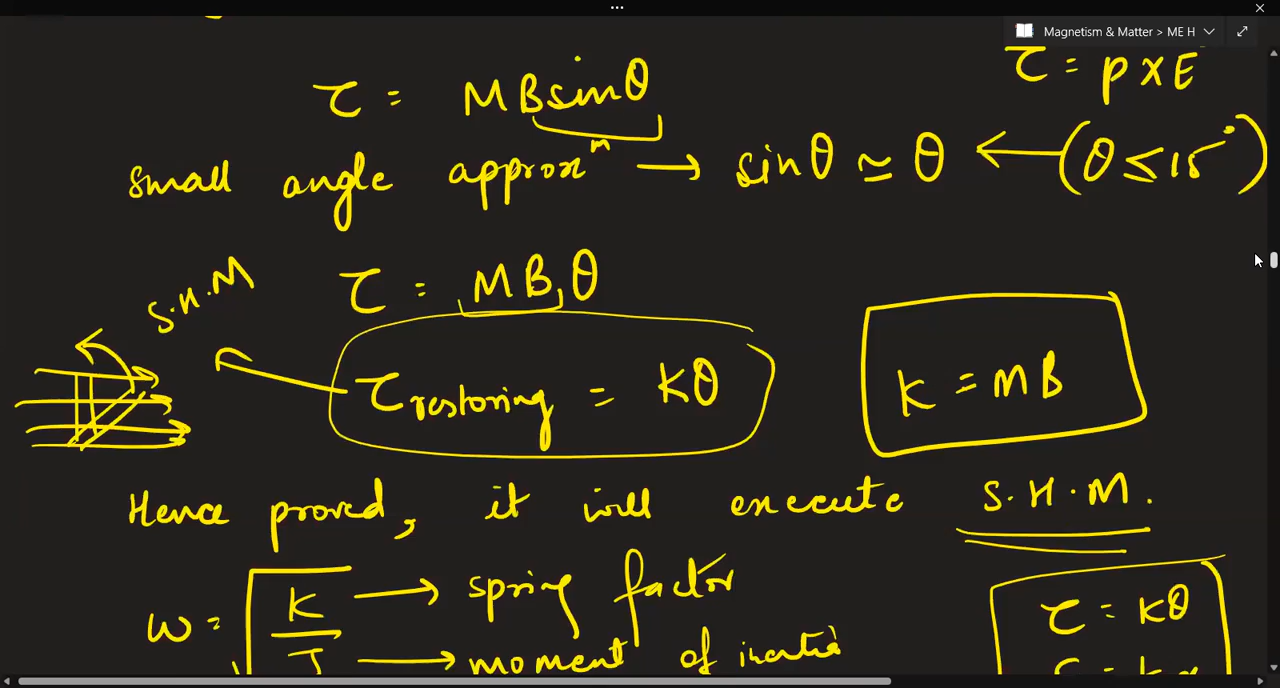 Magnetism & Matter > ME H
τ = p x E
τ = MBsinθ
small angle approxⁿ → sinθ ≃ θ ← (θ ≤ 15°)
S.H.M
τ = MB,θ
τrestoring = Kθ
K = MB
Hence proved, it will execute S.H.M.
ω = √K → spring factor
I → moment of inertia
τ = Kθ